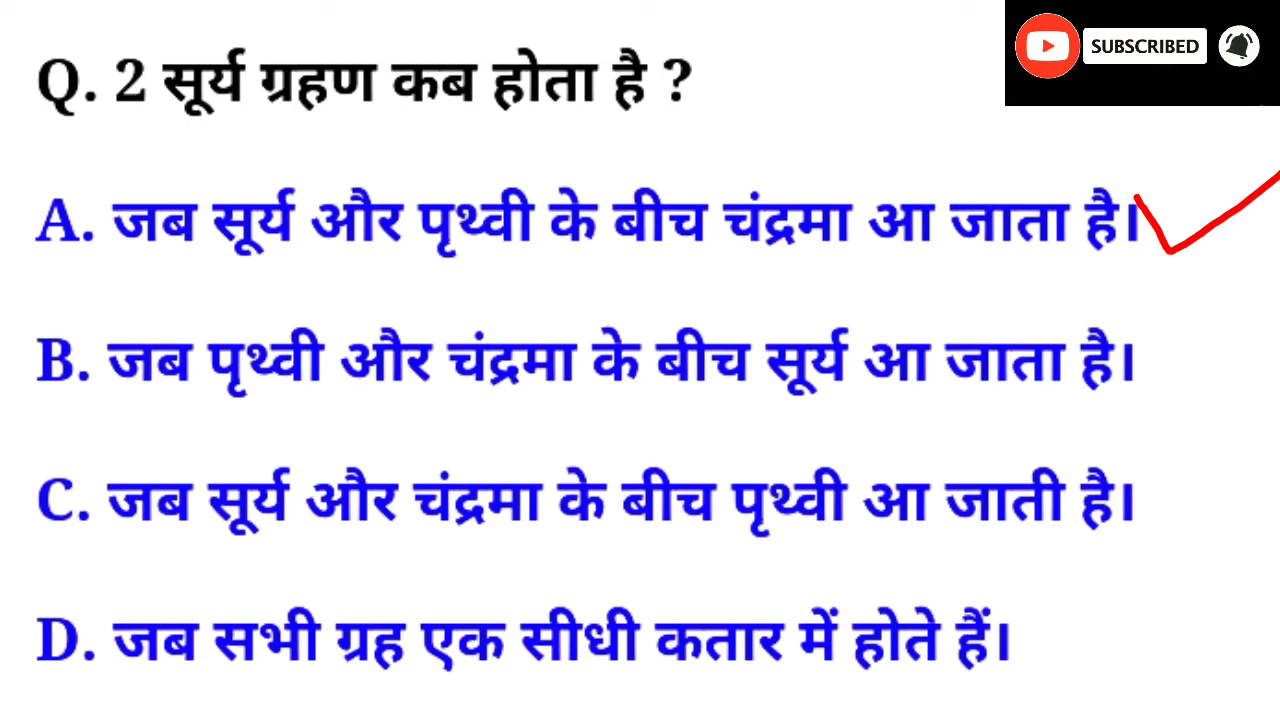 Q. 2 सूर्य ग्रहण कब होता है ?
SUBSCRIBED
A. जब सूर्य और पृथ्वी के बीच चंद्रमा आ जाता है।
B. जब पृथ्वी और चंद्रमा के बीच सूर्य आ जाता है।
C. जब सूर्य और चंद्रमा के बीच पृथ्वी आ जाती है।
D. जब सभी ग्रह एक सीधी कतार में होते हैं।